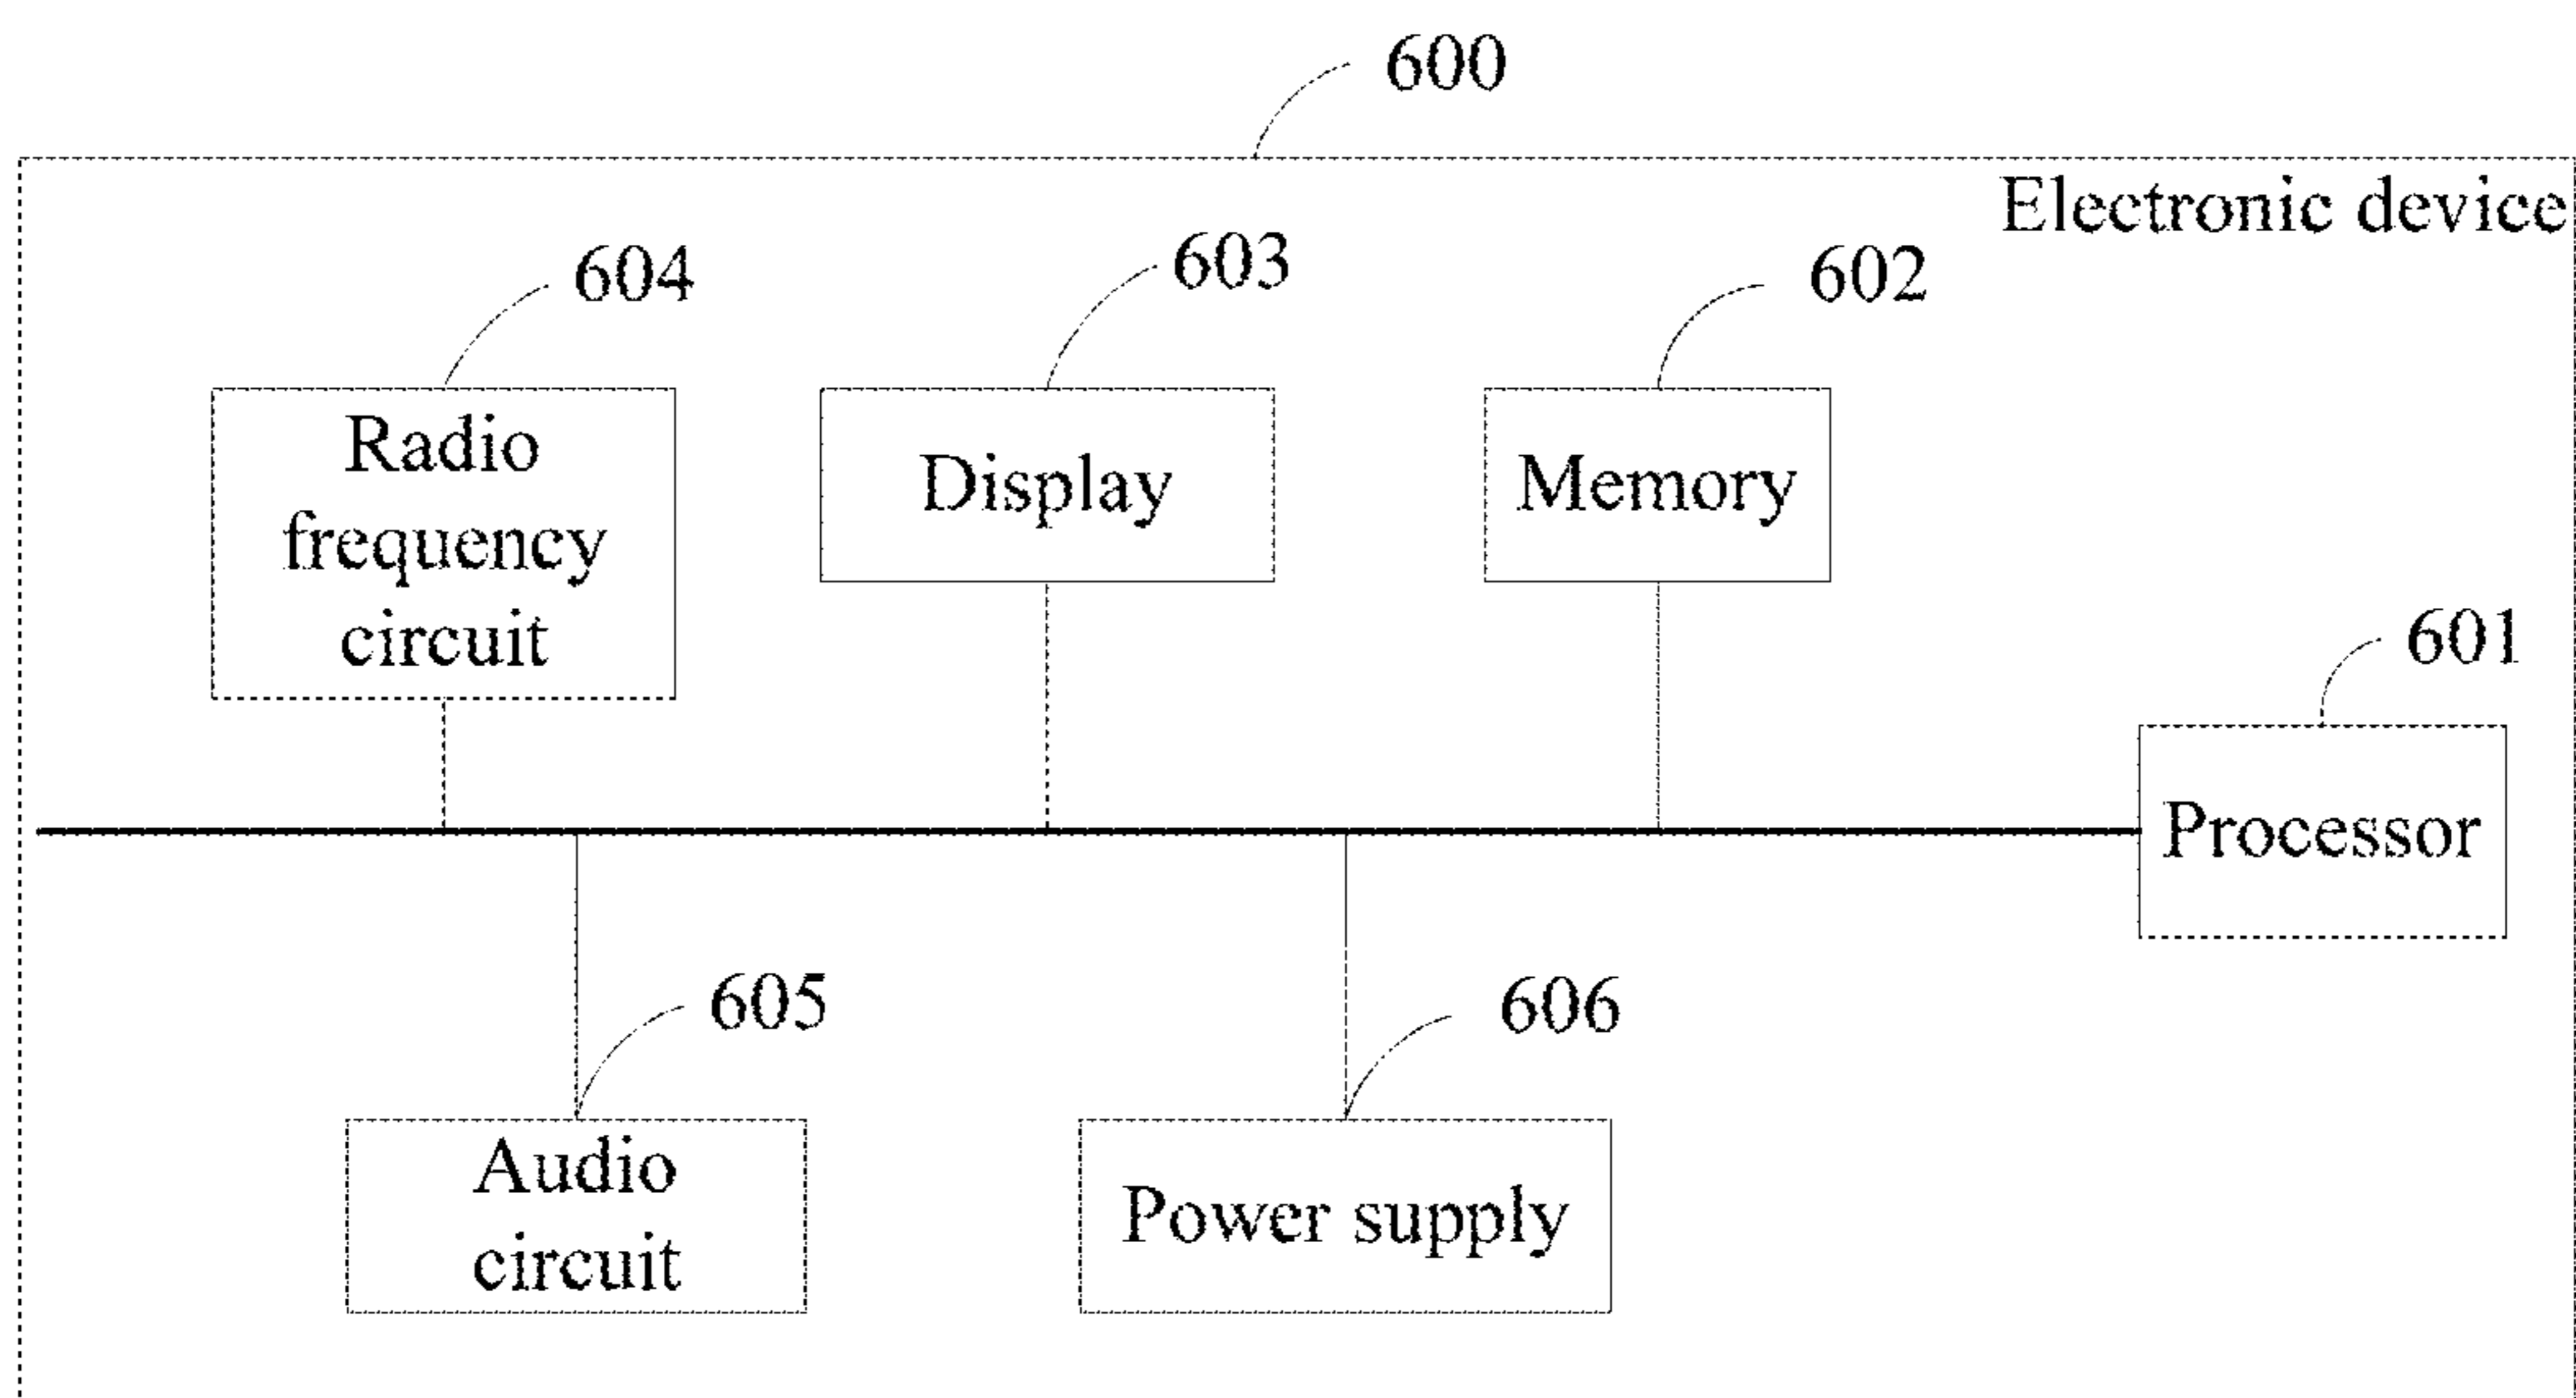 600
Electronic device
604
603
602
Radio
frequency
circuit
Display
Memory
601
Processor
605
606
Audio
circuit
Power supply